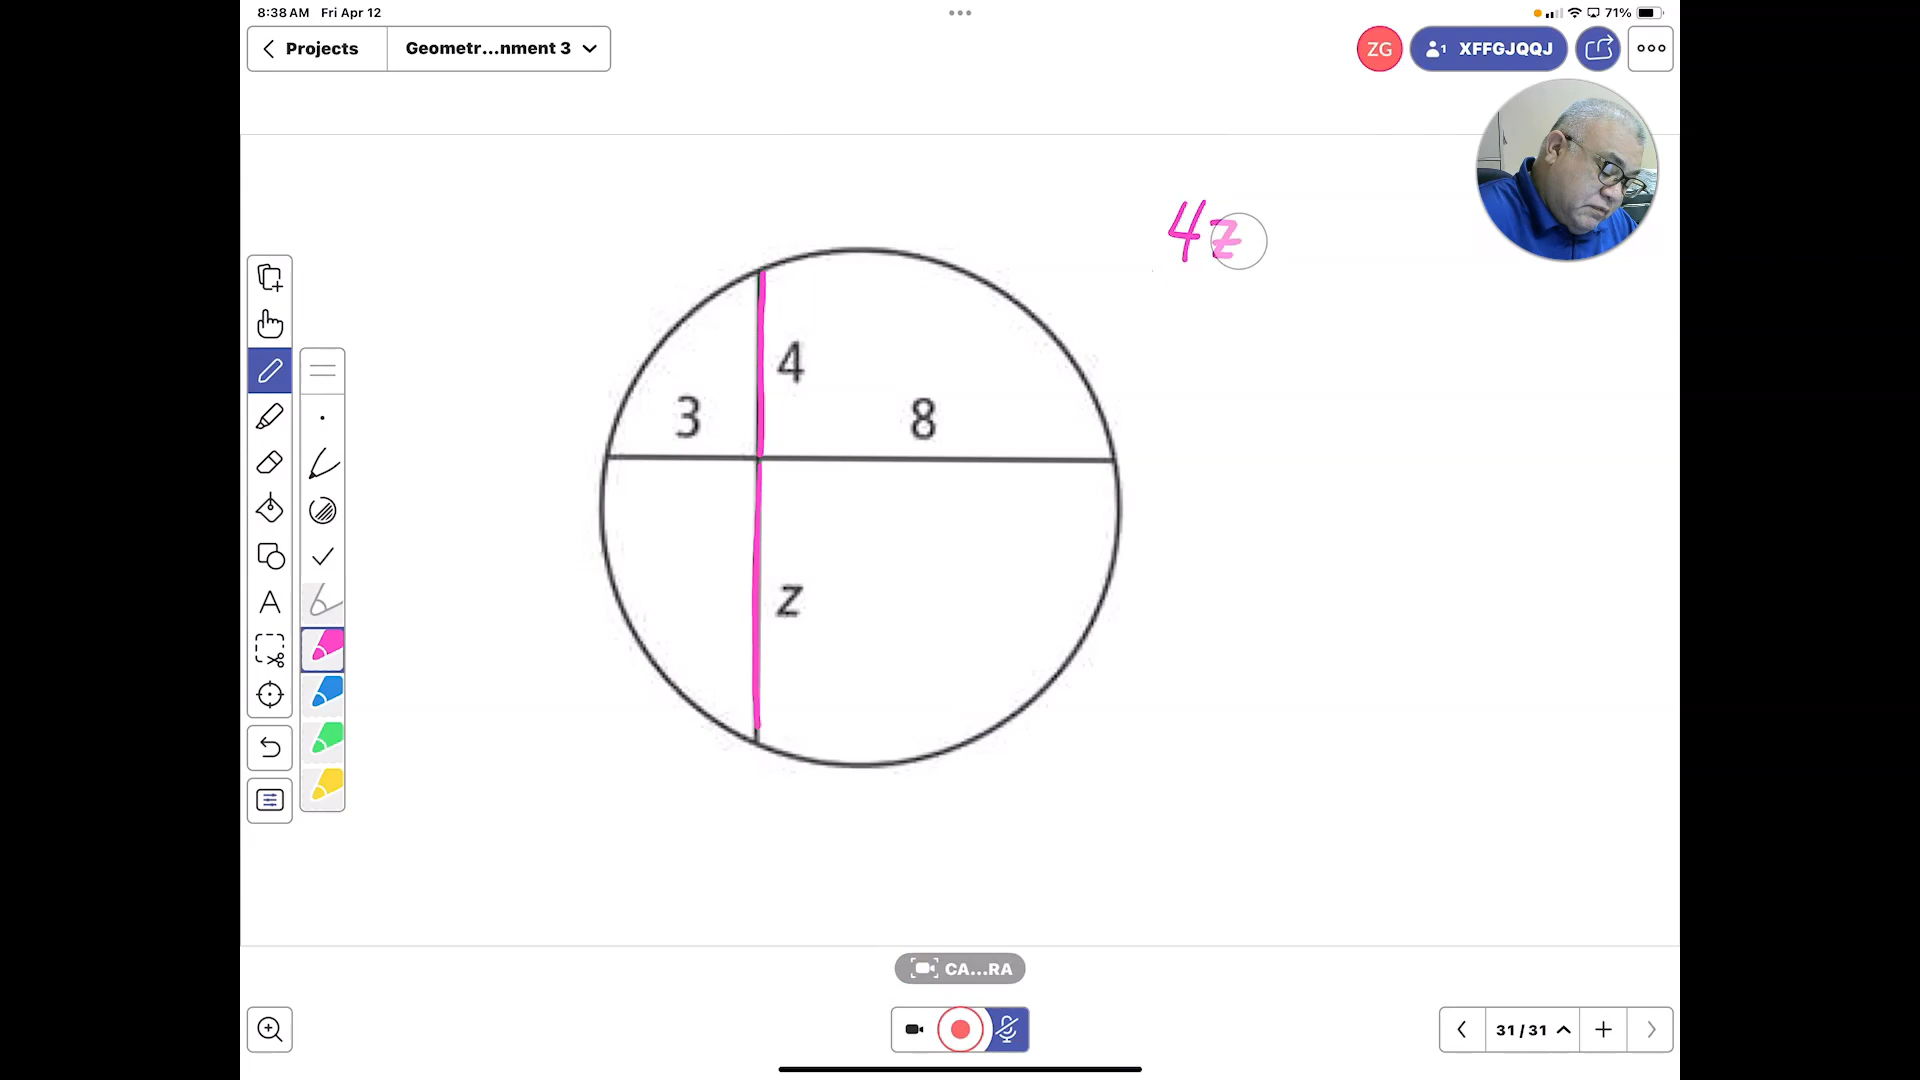 8:38 AM Fri Apr 12
71%
Projects
Geometr...nment 3
ZG
1 XFFGJQQJ
4z
4
3
8
z
A
CA...RA
31 / 31